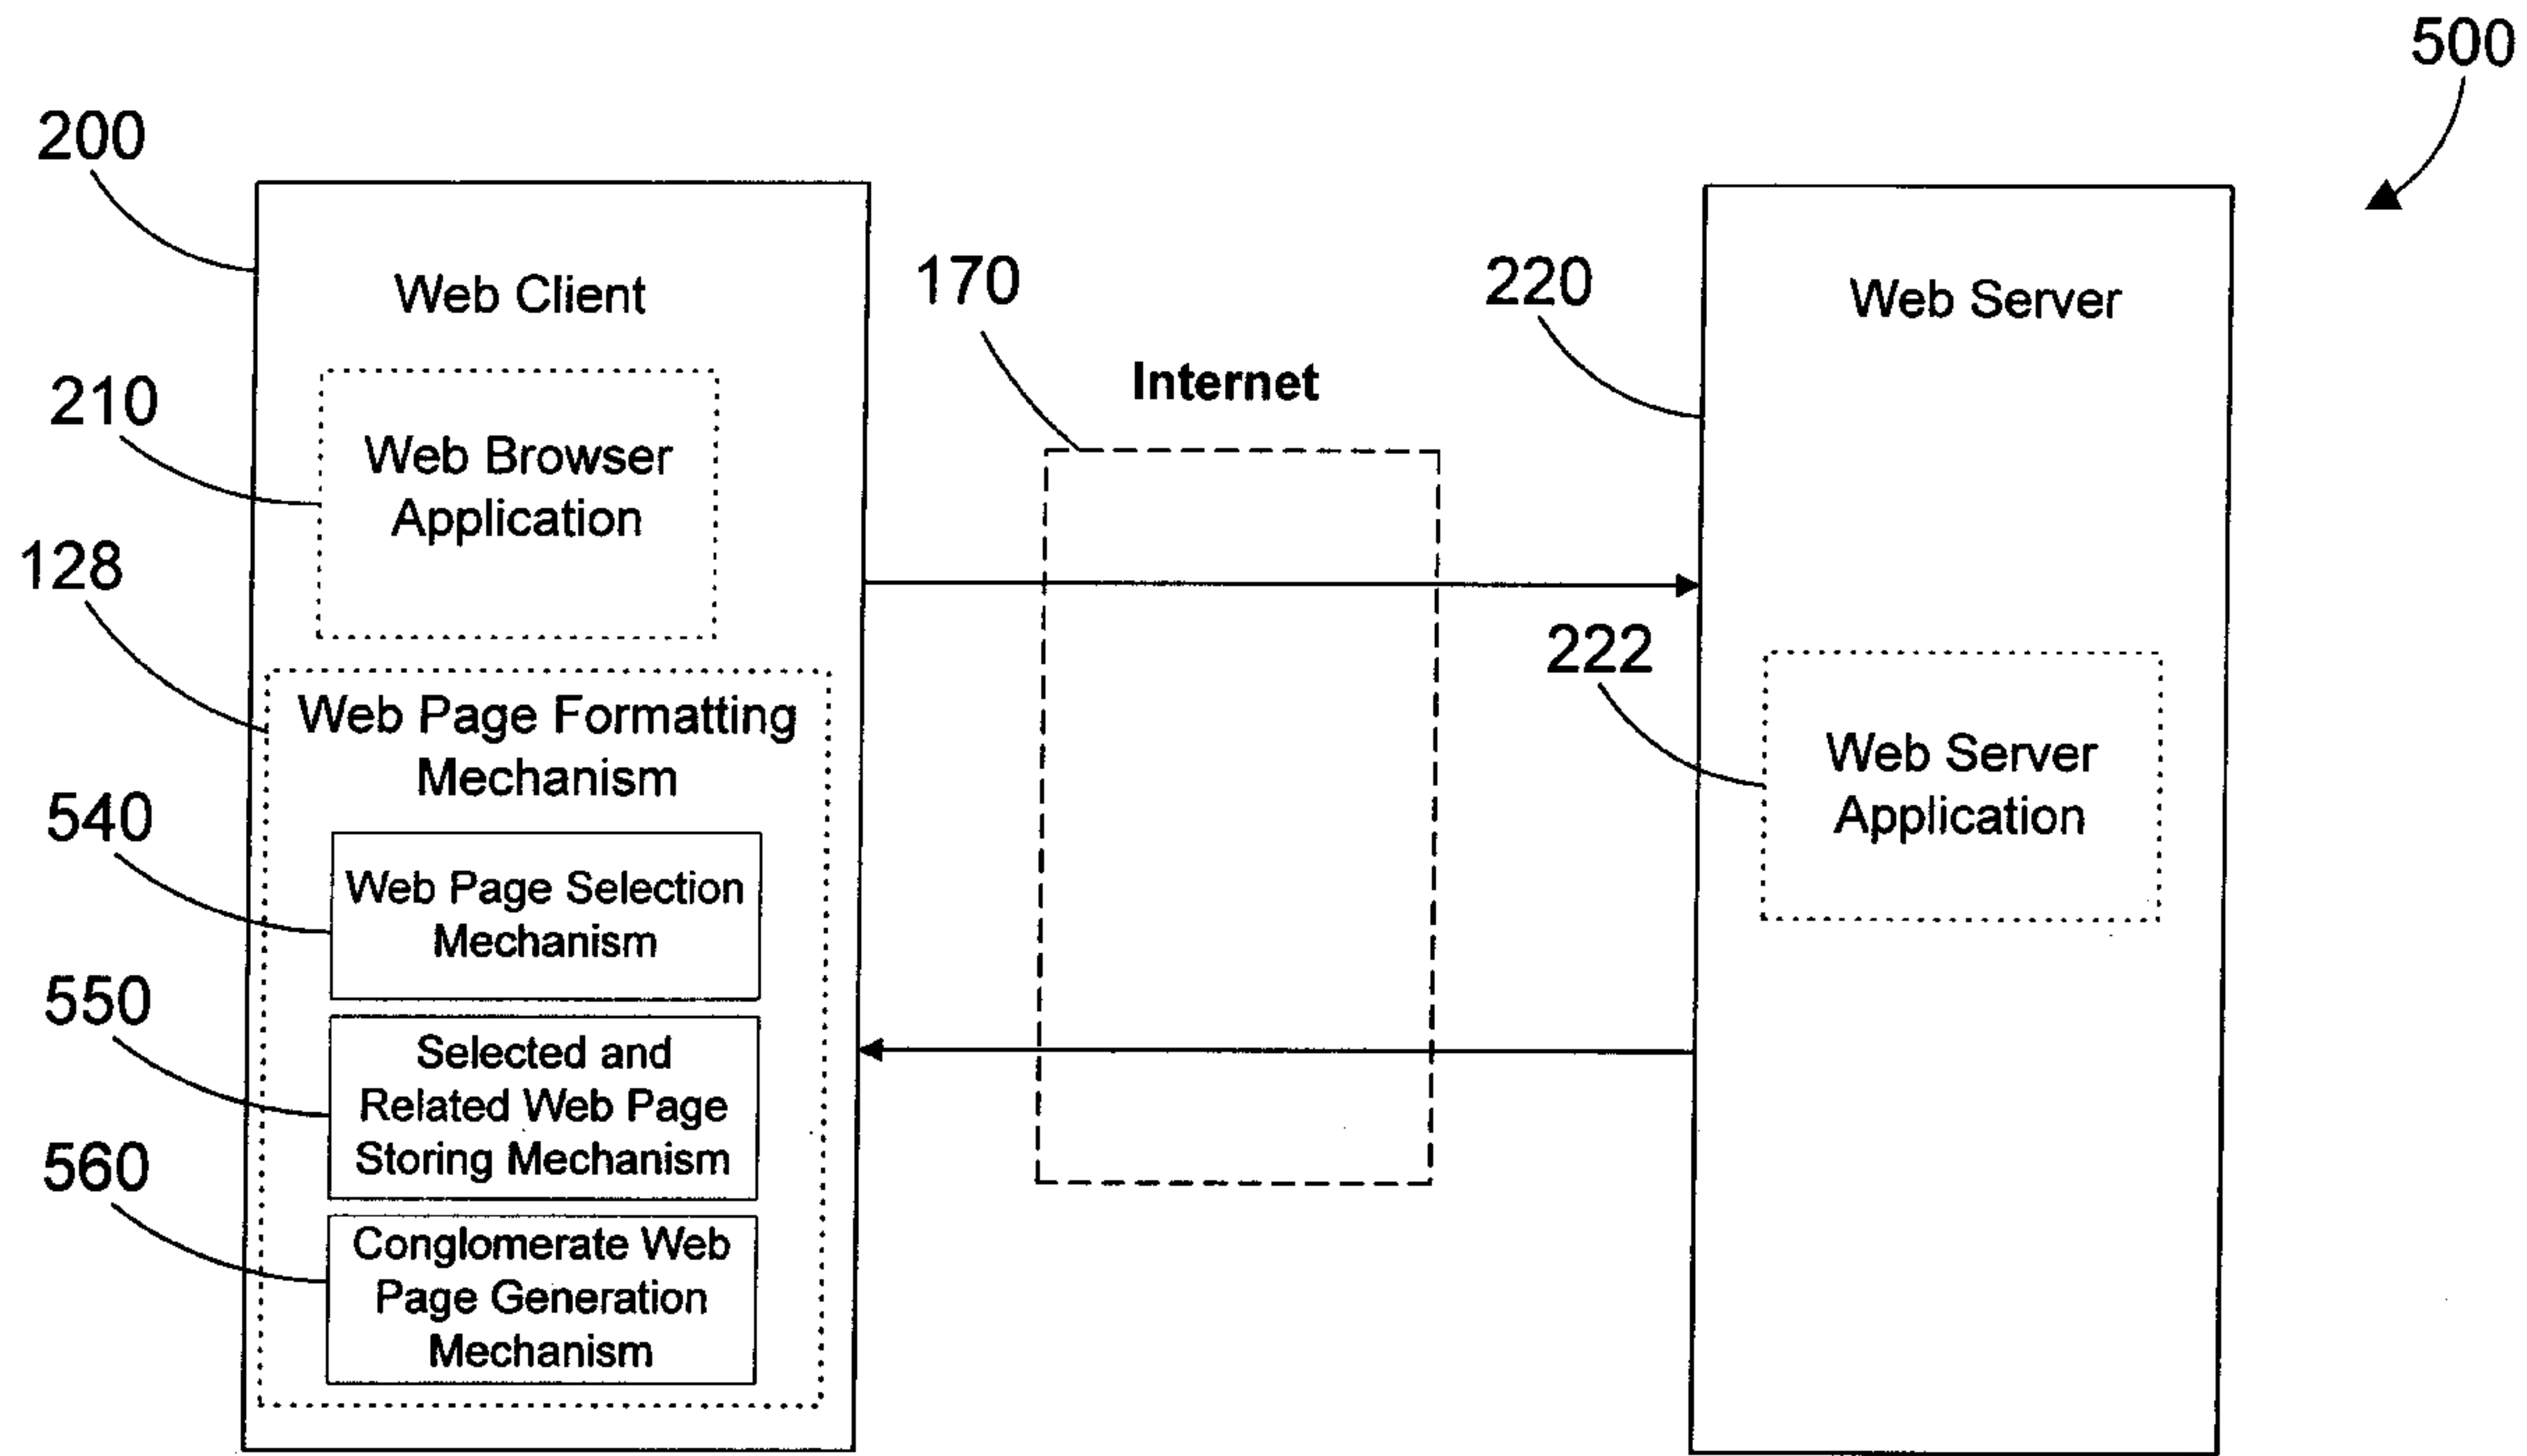 500
200
Web Client
170
220
Web Server
Internet
210
Web Browser
Application
128
222
Web Page Formatting
Mechanism
Web Server
Application
540
Web Page Selection
Mechanism
550
Selected and
Related Web Page
Storing Mechanism
560
Conglomerate Web
Page Generation
Mechanism